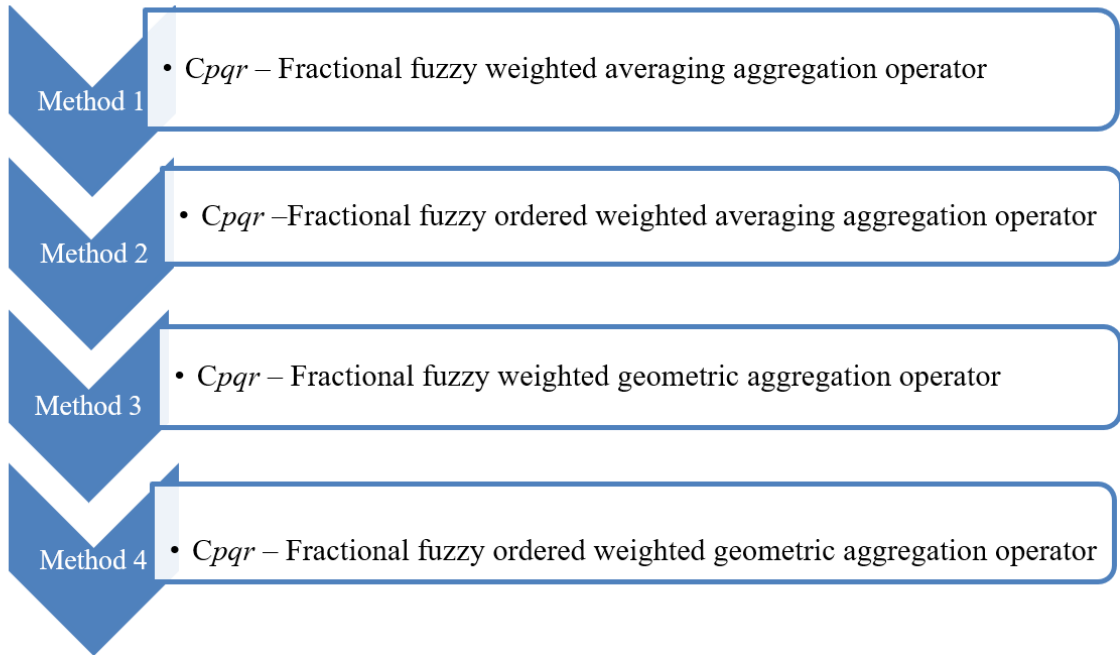 Method 1
• Cpqr – Fractional fuzzy weighted averaging aggregation operator
Method 2
• Cpqr –Fractional fuzzy ordered weighted averaging aggregation operator
Method 3
• Cpqr – Fractional fuzzy weighted geometric aggregation operator
Method 4
• Cpqr – Fractional fuzzy ordered weighted geometric aggregation operator